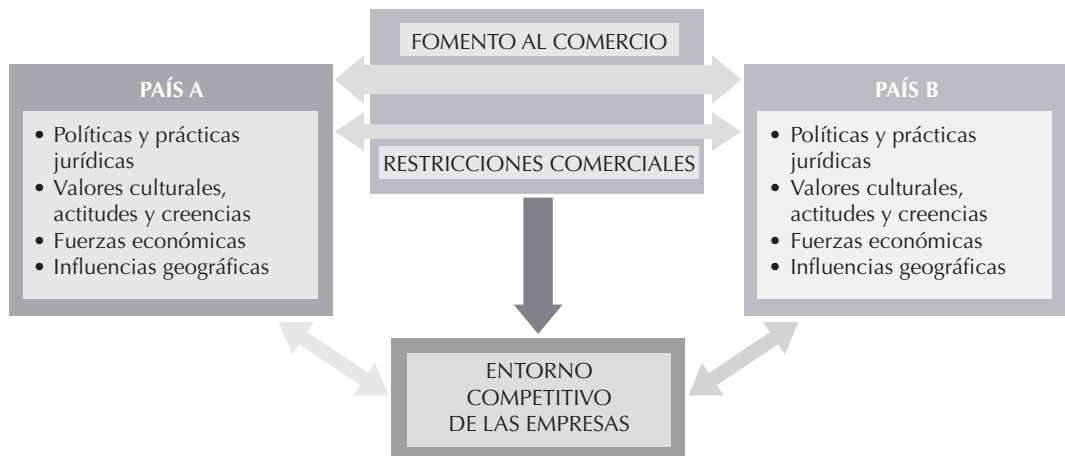 FOMENTO AL COMERCIO
RESTRICCIONES COMERCIALES
PAÍS A
• Políticas y prácticas
jurídicas
• Valores culturales,
actitudes y creencias
• Fuerzas económicas
• Influencias geográficas
PAÍS B
• Políticas y prácticas
jurídicas
• Valores culturales,
actitudes y creencias
• Fuerzas económicas
• Influencias geográficas
ENTORNO
COMPETITIVO
DE LAS EMPRESAS